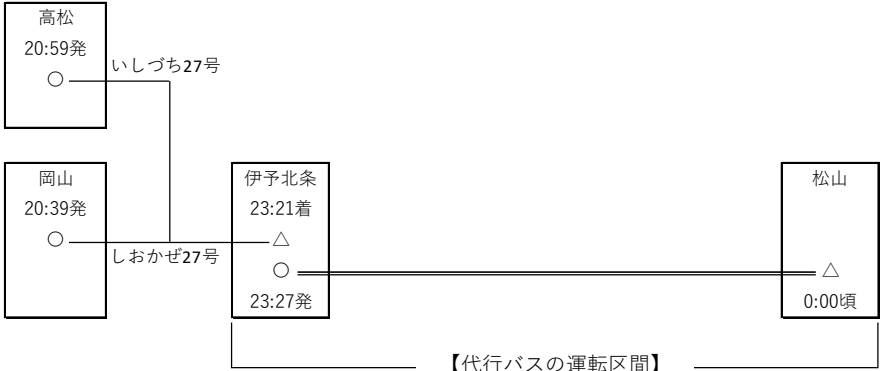 高松
20:59発
いしづち27号
岡山
20:39発
しおかぜ27号
伊予北条
23:21着
23:27発
松山
0:00頃
【代行バスの運転区間】